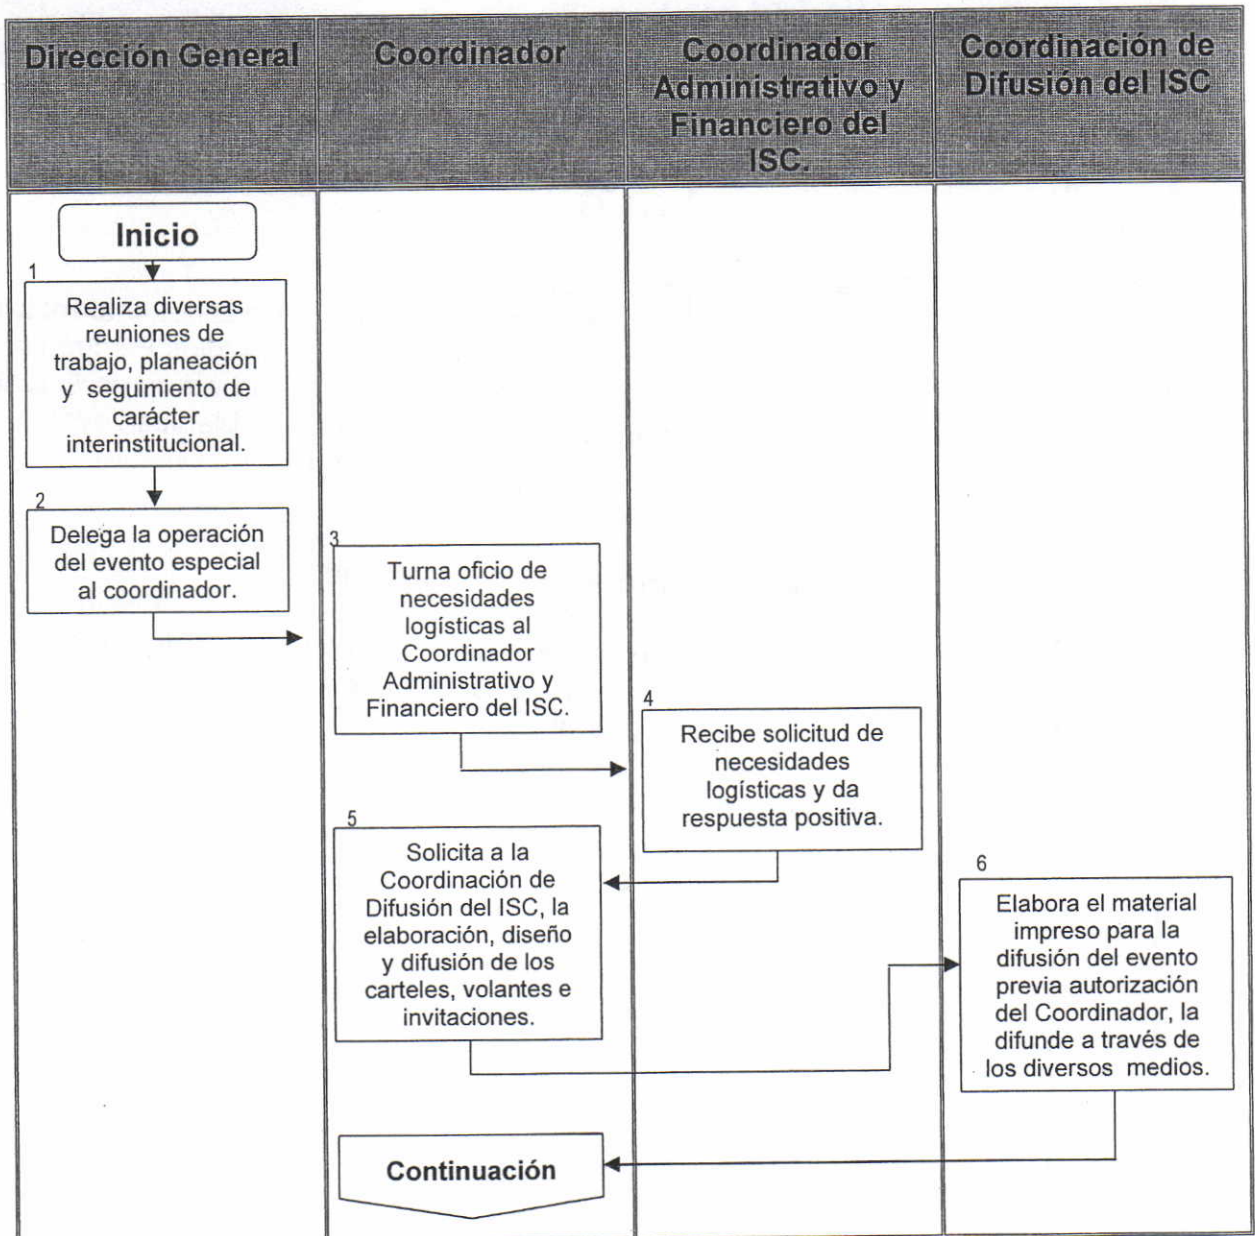 Dirección General
Coordinador
Coordinador
Administrativo y
Financiero del
ISC.
Coordinación de
Difusión del ISC
Inicio
1
Realiza diversas
reuniones de
trabajo, planeación
y seguimiento de
carácter
interinstitucional.
2
Delega la operación
del evento especial
al coordinador.
3
Turna oficio de
necesidades
logísticas al
Coordinador
Administrativo y
Financiero del ISC.
4
Recibe solicitud de
necesidades
logísticas y da
respuesta positiva.
5
Solicita a la
Coordinación de
Difusión del ISC, la
elaboración, diseño
y difusión de los
carteles, volantes e
invitaciones.
6
Elabora el material
impreso para la
difusión del evento
previa autorización
del Coordinador, la
difunde a través de
los diversos medios.
Continuación